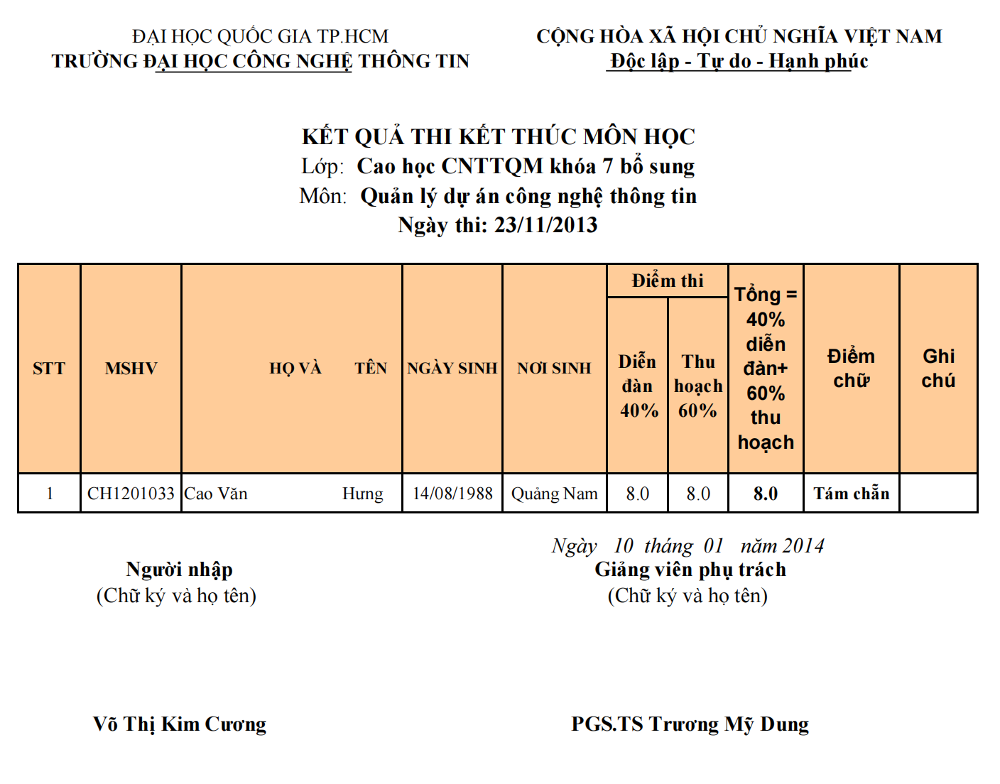 ĐẠI HỌC QUỐC GIA TP.HCM
TRƯỜNG ĐẠI HỌC CÔNG NGHỆ THÔNG TIN
CỘNG HÒA XÃ HỘI CHỦ NGHĨA VIỆT NAM
Độc lập - Tự do - Hạnh phúc
KẾT QUẢ THI KẾT THÚC MÔN HỌC
Lớp: Cao học CNTTQM khóa 7 bổ sung
Môn: Quản lý dự án công nghệ thông tin
Ngày thi: 23/11/2013
STT
MSHV
HỌ VÀ TÊN
NGÀY SINH
NƠI SINH
Điểm thi
Diễn
đàn
40%
Thu
hoạch
60%
Tổng =
40%
diễn
đàn+
60%
thu
hoạch
Điểm
chữ
Ghi
chú
1 CH1201033 Cao Văn Hưng 14/08/1988 Quảng Nam 8.0 8.0 8.0 Tám chẵn
Ngày 10 tháng 01 năm 2014
Người nhập
(Chữ ký và họ tên)
Giảng viên phụ trách
(Chữ ký và họ tên)
Võ Thị Kim Cương
PGS.TS Trương Mỹ Dung